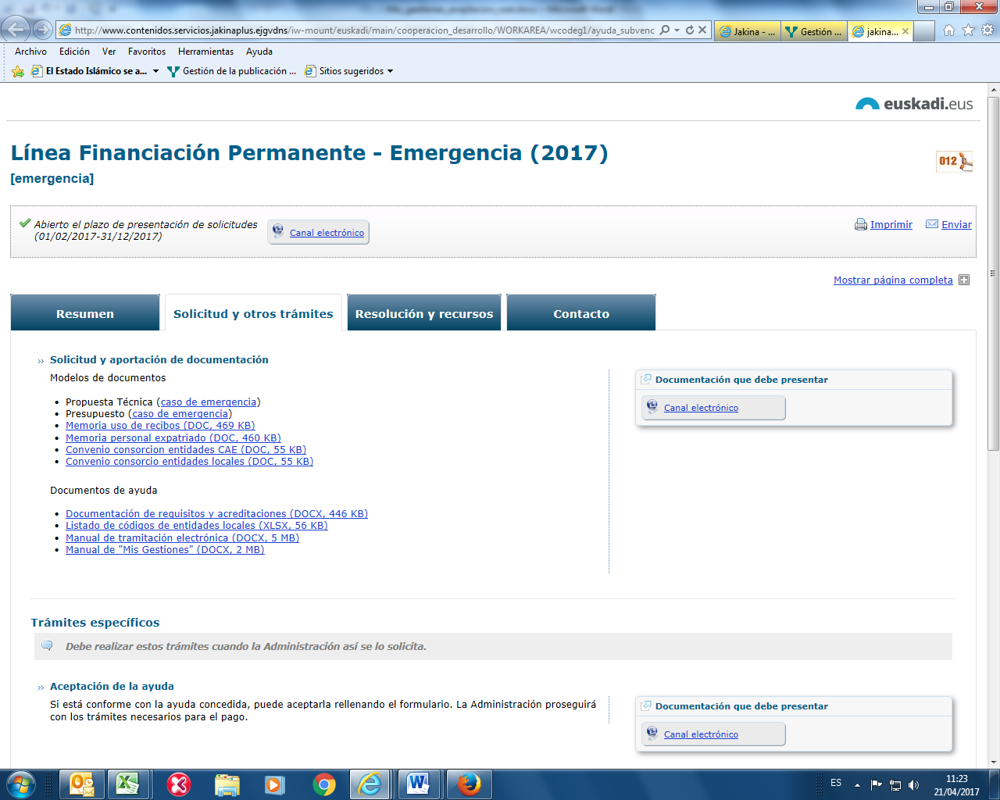 http://www.contenidos.servicios.jakinaplus.ejgvdns/iw-mount/euskadi/main/cooperacion_desarrollo/WORKAREA/wcodeg1/ayuda_subvenc
Jakina - ...
Gestión ...
jakina...
Archivo Edición Ver Favoritos Herramientas Ayuda
El Estado Islámico se a... Gestión de la publicación ... Sitios sugeridos
euskadi.eus
Línea Financiación Permanente - Emergencia (2017)
012
[emergencia]
Abierto el plazo de presentación de solicitudes
(01/02/2017-31/12/2017)
Canal electrónico
Imprimir Enviar
Mostrar página completa
Resumen Solicitud y otros trámites Resolución y recursos Contacto
Solicitud y aportación de documentación
Modelos de documentos
Propuesta Técnica (caso de emergencia)
Presupuesto (caso de emergencia)
Memoria uso de recibos (DOC, 469 KB)
Memoria personal expatriado (DOC, 460 KB)
Convenio consorcion entidades CAE (DOC, 55 KB)
Convenio consorcio entidades locales (DOC, 55 KB)
Documentos de ayuda
Documentación de requisitos y acreditaciones (DOCX, 446 KB)
Listado de códigos de entidades locales (XLSX, 56 KB)
Manual de tramitación electrónica (DOCX, 5 MB)
Manual de "Mis Gestiones" (DOCX, 2 MB)
Documentación que debe presentar
Canal electrónico
Trámites específicos
Debe realizar estos trámites cuando la Administración así se lo solicita.
Aceptación de la ayuda
Si está conforme con la ayuda concedida, puede aceptarla rellenando el formulario. La Administración proseguirá
con los trámites necesarios para el pago.
Documentación que debe presentar
Canal electrónico
ES
11:23
21/04/2017